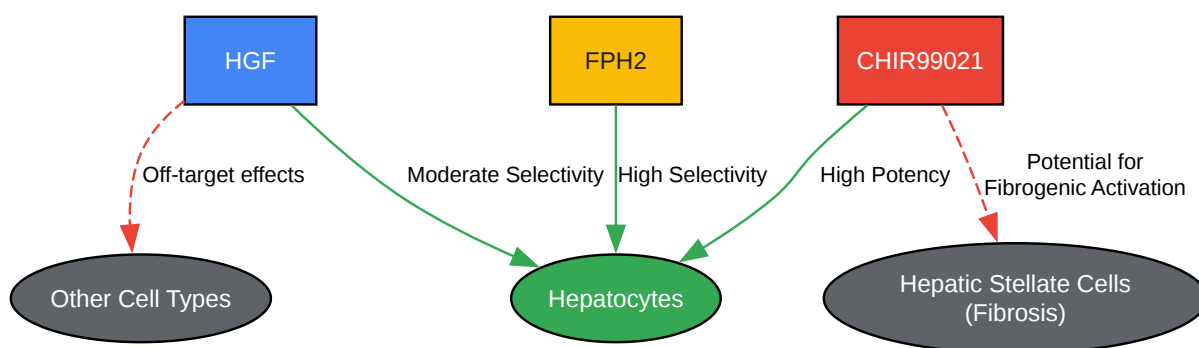 HGF
FPH2
CHIR99021
Off-target effects
Moderate Selectivity
High Selectivity
High Potency
Potential for
Fibrogenic Activation
Other Cell Types
Hepatocytes
Hepatic Stellate Cells
(Fibrosis)